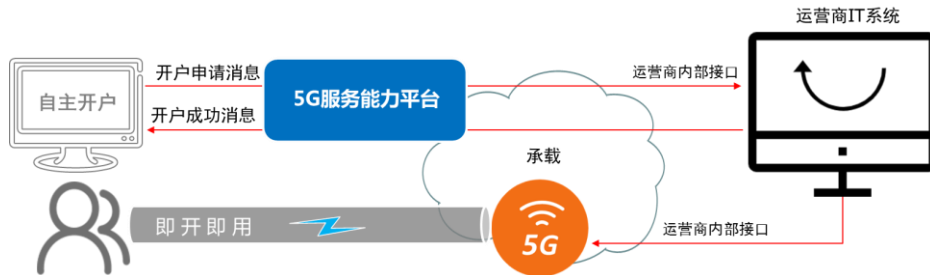 运营商IT系统
开户申请消息
运营商内部接口
自主开户
5G服务能力平台
开户成功消息
承载
即开即用
5G
运营商内部接口